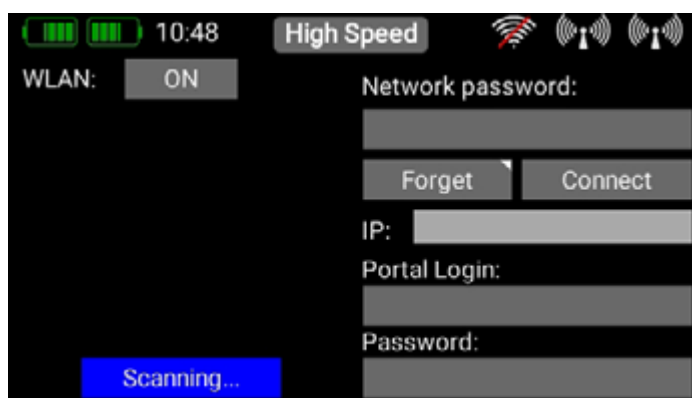 10:48 High Speed
WLAN: ON
Network password:
Forget Connect
IP:
Portal Login:
Password:
Scanning...